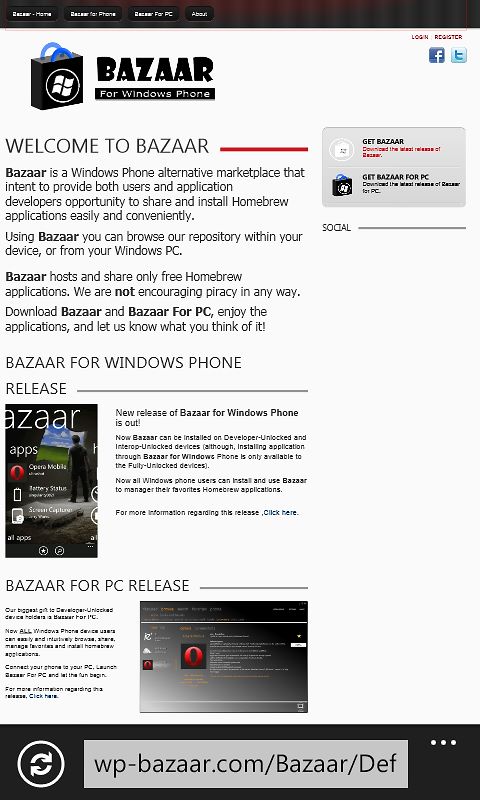 Bazaar - Home
Bazaar for Phone
Bazaar For PC
About
LOGIN | REGISTER
BAZAAR
For Windows Phone
WELCOME TO BAZAAR
Bazaar is a Windows Phone alternative marketplace that
intent to provide both users and application
developers opportunity to share and install Homebrew
applications easily and conveniently.
Using Bazaar you can browse our repository within your
device, or from your Windows PC.
Bazaar hosts and share only free Homebrew
applications. We are not encouraging piracy in any way.
Download Bazaar and Bazaar For PC, enjoy the
applications, and let us know what you think of it!
GET BAZAAR
Download the latest release of
Bazaar.
GET BAZAAR FOR PC
Download the latest release of Bazaar
for PC.
SOCIAL
BAZAAR FOR WINDOWS PHONE
RELEASE
azaar
apps
Opera Mobile
Battery Status
Screen Capturer
all apps
all
New release of Bazaar for Windows Phone
is out!
Now Bazaar can be installed on Developer-Unlocked and
Interop-Unlocked devices (although, installing application
through Bazaar for Windows Phone is only available to
the Fully-Unlocked devices).
Now all Windows phone users can install and use Bazaar
to manager their favorites Homebrew applications.
For more information regarding this release ,Click here.
BAZAAR FOR PC RELEASE
Our biggest gift to Developer-Unlocked
device holders is Bazaar For PC.
Now ALL Windows Phone device users
can easily and intuitively browse, share,
manage favorites and install homebrew
applications.
Connect your phone to your PC, Launch
Bazaar For PC and let the fun begin..
For more information regarding this
release, Click here.
wp-bazaar.com/Bazaar/Def